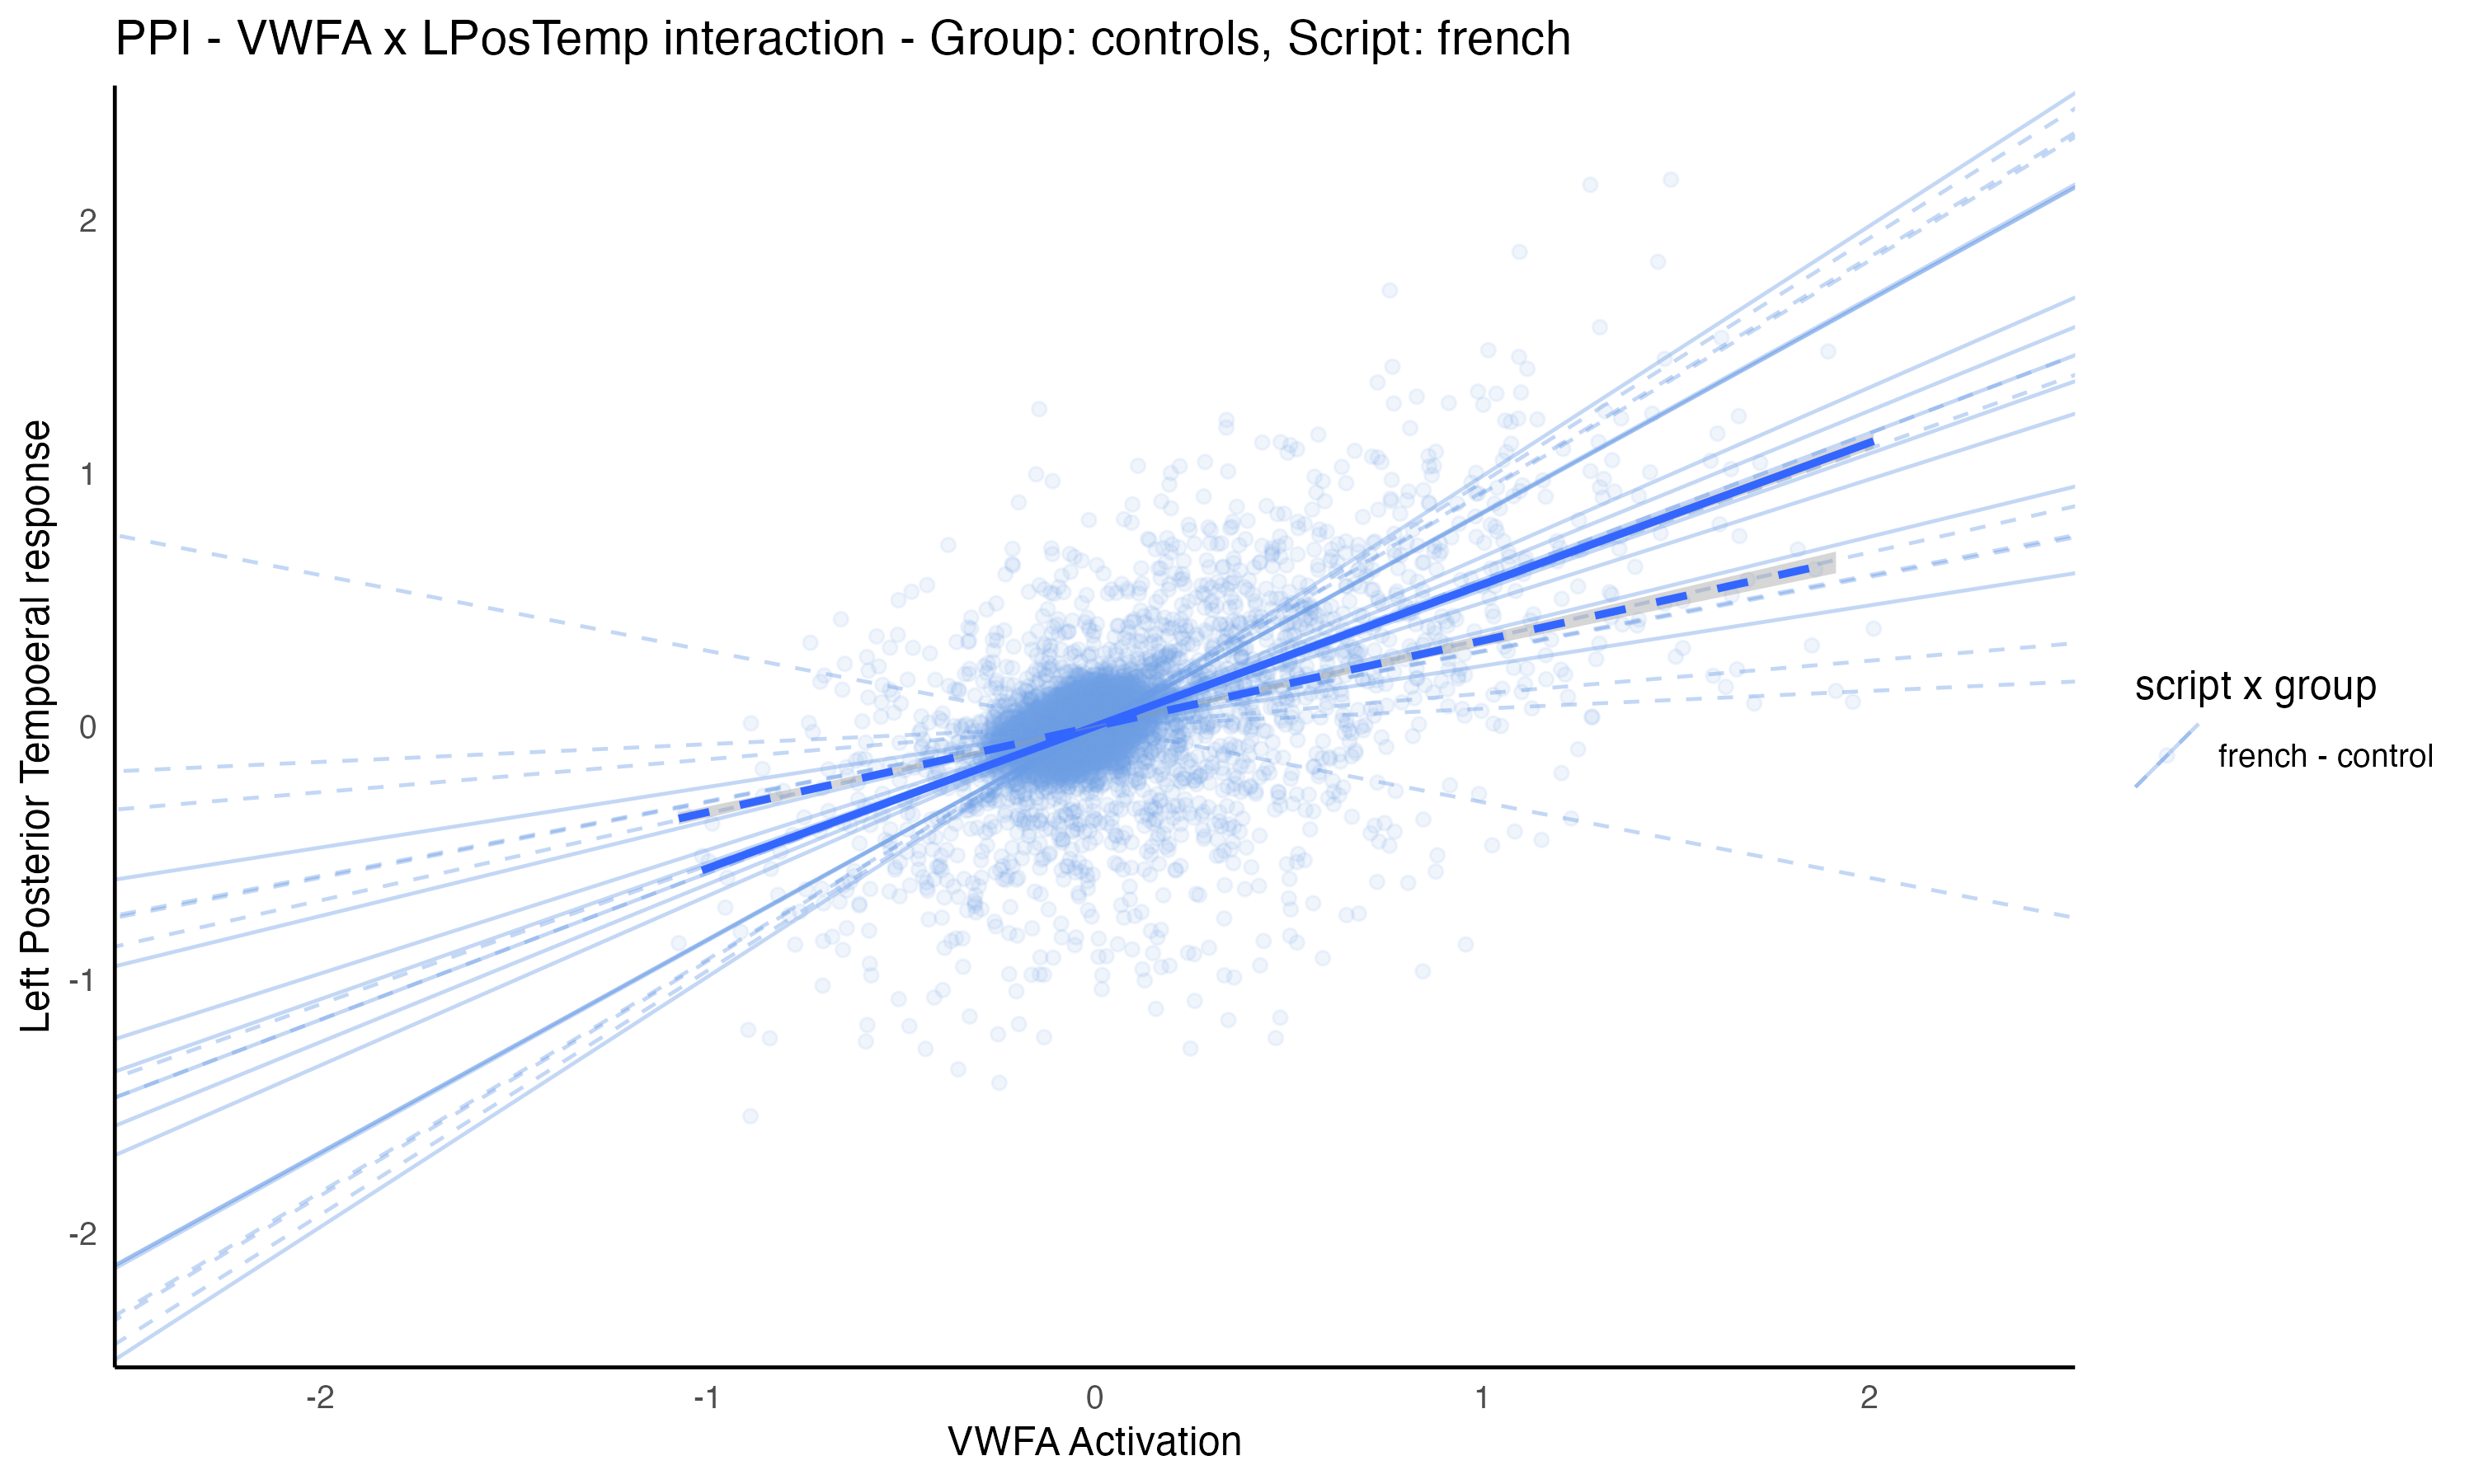 PPI - VWFA x LPosTemp interaction - Group: controls, Script: french
Left Posterior Temporeral response
2
1
0
-1
-2
-2
-1
0
1
2
VWFA Activation
script x group
french - control